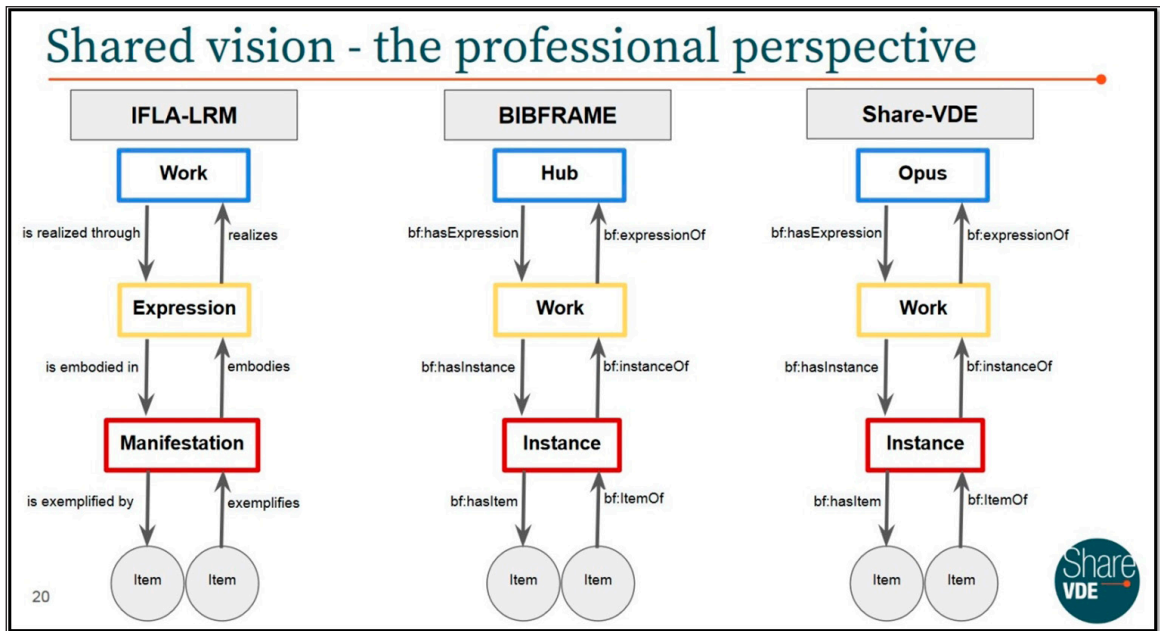 Shared vision - the professional perspective
IFLA-LRM
Work
is realized through
realizes
Expression
is embodied in
embodies
Manifestation
is exemplified by
exemplifies
Item
Item
BIBFRAME
Hub
bf:hasExpression
bf:expressionOf
Work
bf:hasInstance
bf:instanceOf
Instance
bf:hasItem
bf:ItemOf
Item
Item
Share-VDE
Opus
bf:hasExpression
bf:expressionOf
Work
bf:hasInstance
bf:instanceOf
Instance
bf:hasItem
bf:ItemOf
Item
Item
20
Share
VDE